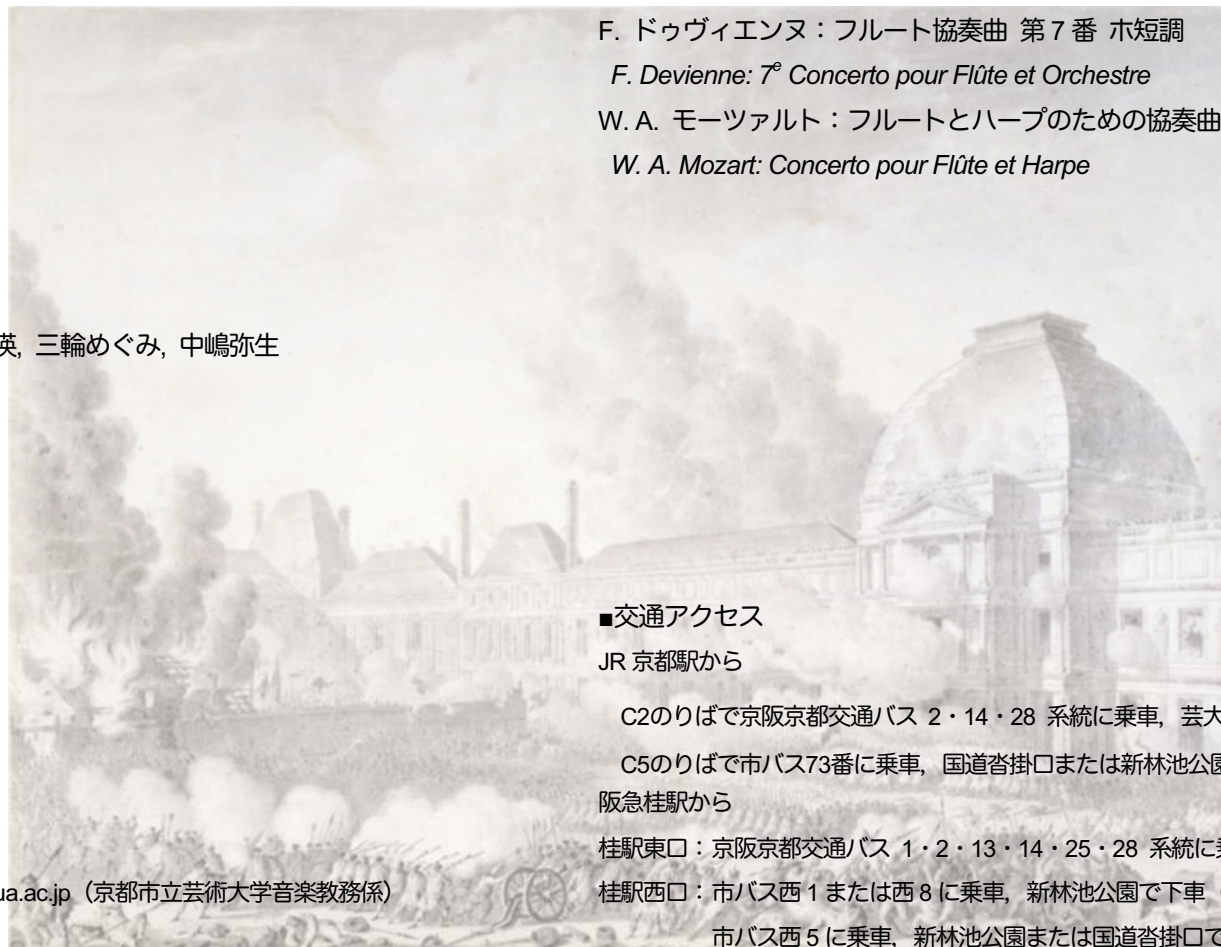 F. ドゥヴィエンヌ：フルート協奏曲 第7番 ホ短調
F. Devienne: 7e Concerto pour Flûte et Orchestre
W. A. モーツァルト：フルートとハープのための協奏曲
W. A. Mozart: Concerto pour Flûte et Harpe
英, 三輪めぐみ, 中嶋弥生
■交通アクセス
JR 京都駅から
C2のりばで京阪京都交通バス 2・14・28 系統に乗車，芸大
C5のりばで市バス73番に乗車，国道沓掛口または新林池公園
阪急桂駅から
桂駅東口：京阪京都交通バス 1・2・13・14・25・28 系統に
ua.ac.jp（京都市立芸術大学音楽教務係）
桂駅西口：市バス西1または西8に乗車，新林池公園で下車
市バス西5に乗車，新林池公園または国道沓掛口で